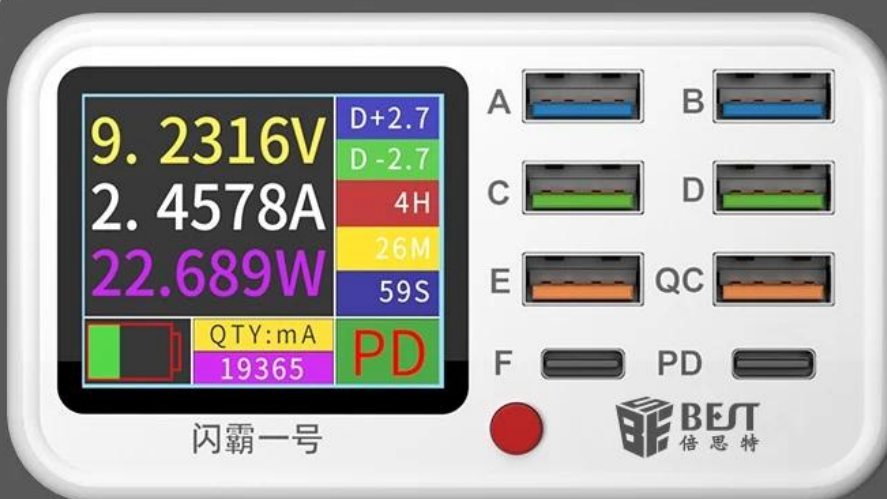 9. 2316V
2. 4578A
22.689W
D+2.7
D -2.7
4H
26M
59S
QTY:mA
19365
PD
闪霸一号
A
B
C
D
E
QC
F
PD
BEST
倍思特